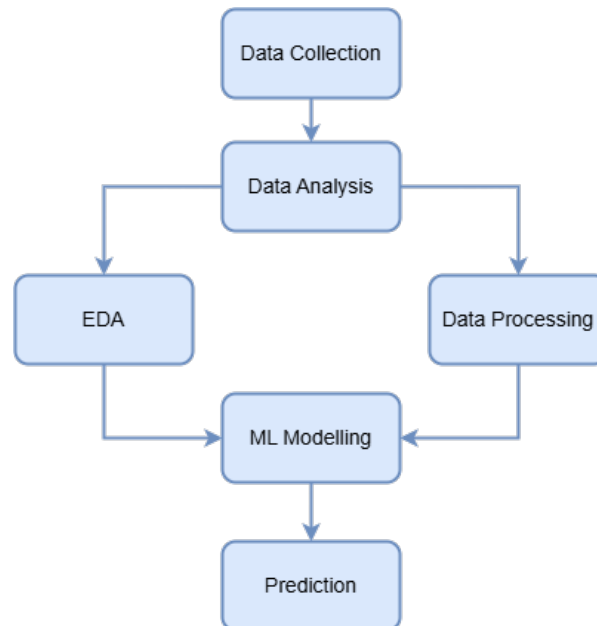 Data Collection
Data Analysis
EDA
Data Processing
ML Modelling
Prediction